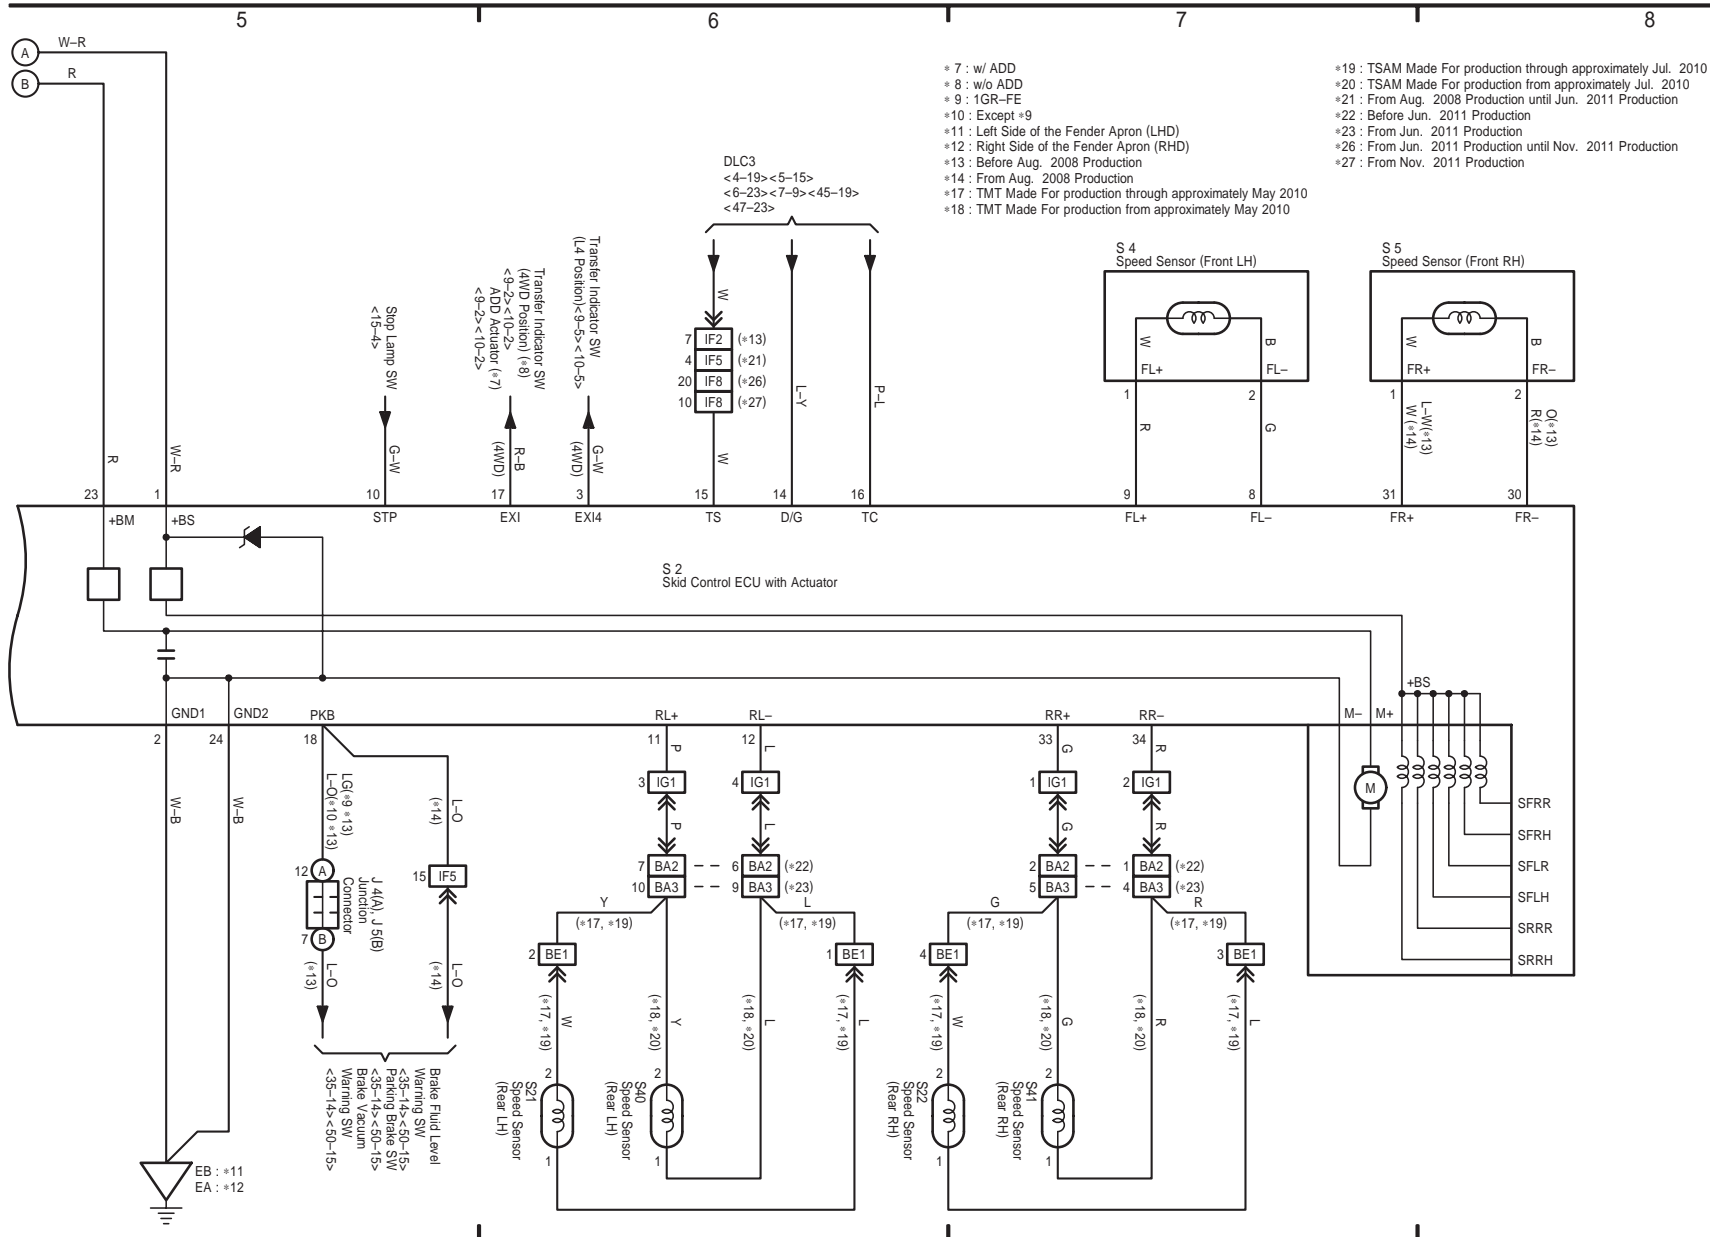 5
6
7
8
A
W–R
B
R
* 7 : w/ ADD
* 8 : w/o ADD
* 9 : 1GR–FE
*10 : Except *9
*11 : Left Side of the Fender Apron (LHD)
*12 : Right Side of the Fender Apron (RHD)
*13 : Before Aug. 2008 Production
*14 : From Aug. 2008 Production
*17 : TMT Made For production through approximately May 2010
*18 : TMT Made For production from approximately May 2010
*19 : TSAM Made For production through approximately Jul. 2010
*20 : TSAM Made For production from approximately Jul. 2010
*21 : From Aug. 2008 Production until Jun. 2011 Production
*22 : Before Jun. 2011 Production
*23 : From Jun. 2011 Production
*26 : From Jun. 2011 Production until Nov. 2011 Production
*27 : From Nov. 2011 Production
DLC3
<4–19><5–15>
<6–23><7–9><45–19>
<47–23>
Stop Lamp SW
<15–4>
Transfer Indicator SW
(4WD Position) (*8)
<9–2><10–2>
ADD Actuator (*7)
<9–2><10–2>
Transfer Indicator SW
(L4 Position)<9–5><10–5>
S 4
Speed Sensor (Front LH)
S 5
Speed Sensor (Front RH)
W
7 IF2 (*13)
4 IF5 (*21)
20 IF8 (*26)
10 IF8 (*27)
W
L–Y
P–L
W
B
FL+
FL–
1
2
R
G
W
B
FR+
FR–
1
2
L–W(*13)
W (*14)
O(*13)
R(*14)
R
W–R
G–W
R–B
(4WD)
G–W
(4WD)
23
1
10
17
3
15
14
16
9
8
31
30
+BM
+BS
STP
EXI
EXI4
TS
D/G
TC
FL+
FL–
FR+
FR–
S 2
Skid Control ECU with Actuator
+BS
M–
M+
M
SFRR
SFRH
SFLR
SFLH
SRRR
SRRH
GND1
GND2
PKB
RL+
RL–
RR+
RR–
2
24
18
11
12
33
34
W–B
W–B
LG(*9 *13)
L–O(*10 *13)
L–O
(*14)
12 A
7 B
J 4(A), J 5(B)
Junction
Connector
15 IF5
L–O
(*13)
L–O
(*14)
Brake Fluid Level
Warning SW
<35–14><50–15>
Parking Brake SW
<35–14><50–15>
Brake Vacuum
Warning SW
<35–14><50–15>
EB : *11
EA : *12
P
L
3 IG1
4 IG1
P
L
7 BA2 – – 6 BA2 (*22)
10 BA3 – – 9 BA3 (*23)
Y
(*17, *19)
L
(*17, *19)
2 BE1
1 BE1
W
(*17, *19)
Y
(*18, *20)
L
(*18, *20)
L
(*17, *19)
2
1
S21
Speed Sensor
(Rear LH)
2
1
S40
Speed Sensor
(Rear LH)
G
R
1 IG1
2 IG1
G
R
2 BA2 – – 1 BA2 (*22)
5 BA3 – – 4 BA3 (*23)
G
(*17, *19)
R
(*17, *19)
4 BE1
3 BE1
W
(*17, *19)
G
(*18, *20)
R
(*18, *20)
L
(*17, *19)
2
1
S22
Speed Sensor
(Rear RH)
2
1
S41
Speed Sensor
(Rear RH)